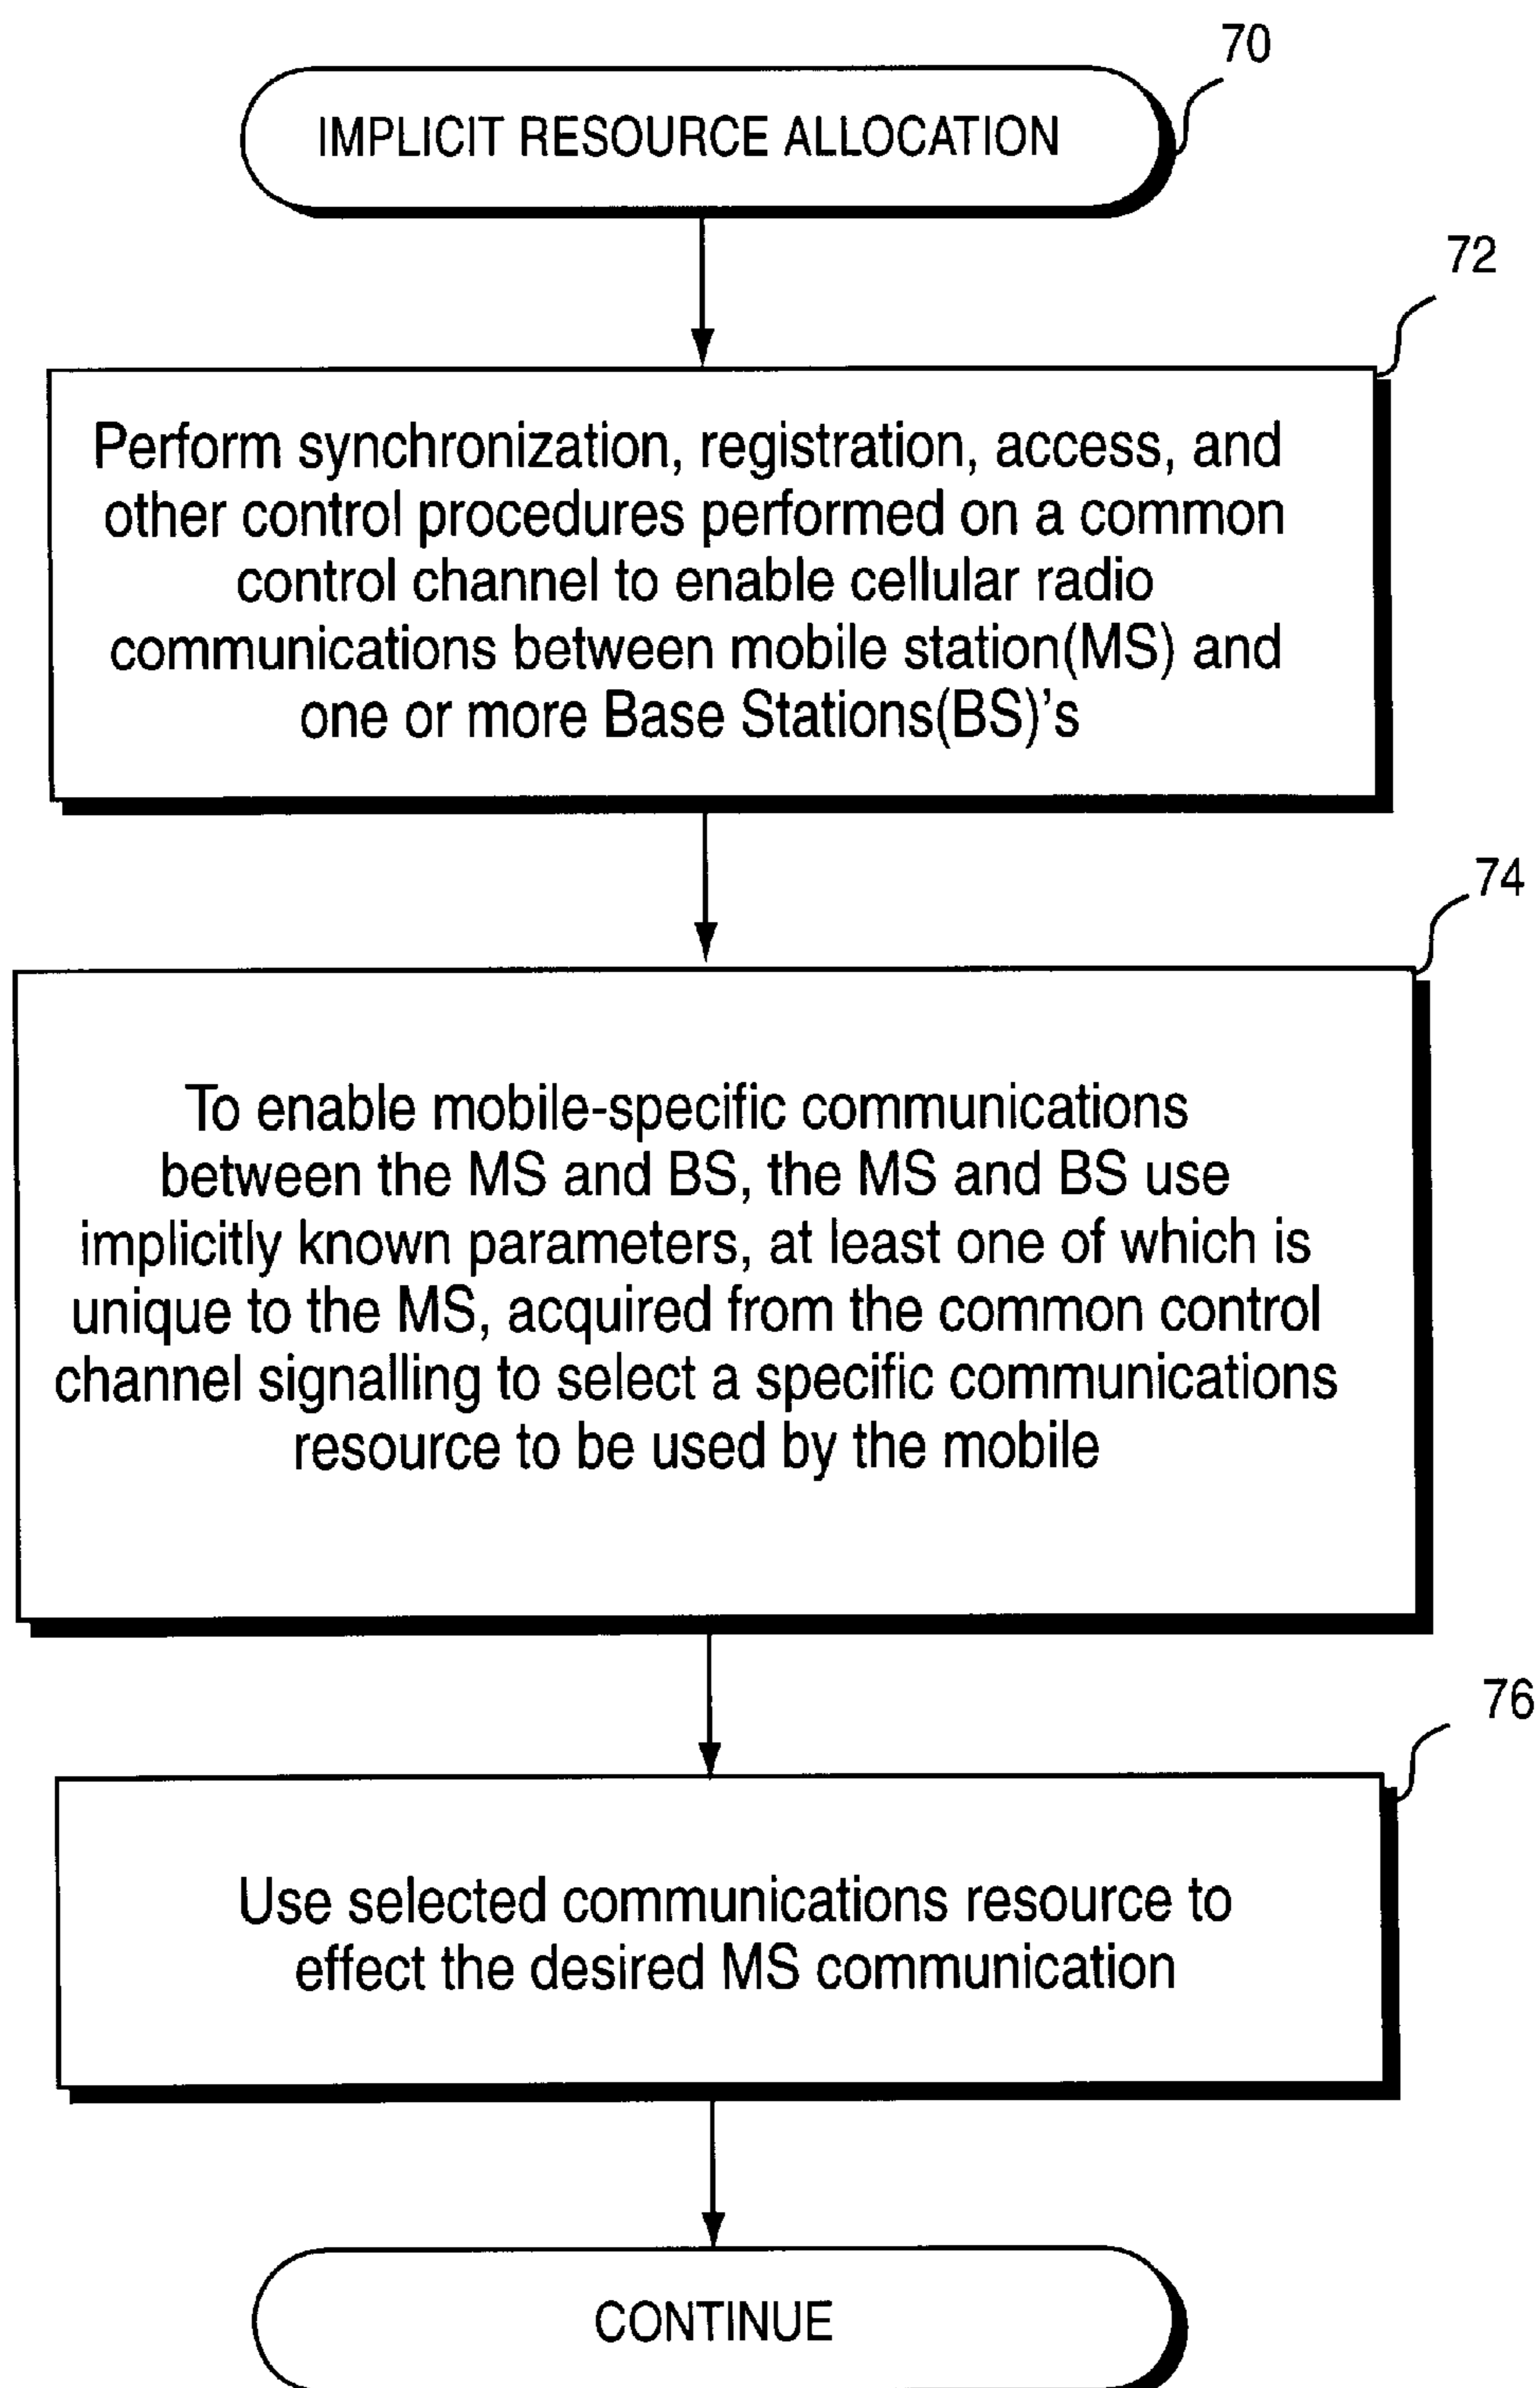 70
IMPLICIT RESOURCE ALLOCATION
72
Perform synchronization, registration, access, and
other control procedures performed on a common
control channel to enable cellular radio
communications between mobile station(MS) and
one or more Base Stations(BS)'s
74
To enable mobile-specific communications
between the MS and BS, the MS and BS use
implicitly known parameters, at least one of which is
unique to the MS, acquired from the common control
channel signalling to select a specific communications
resource to be used by the mobile
76
Use selected communications resource to
effect the desired MS communication
CONTINUE